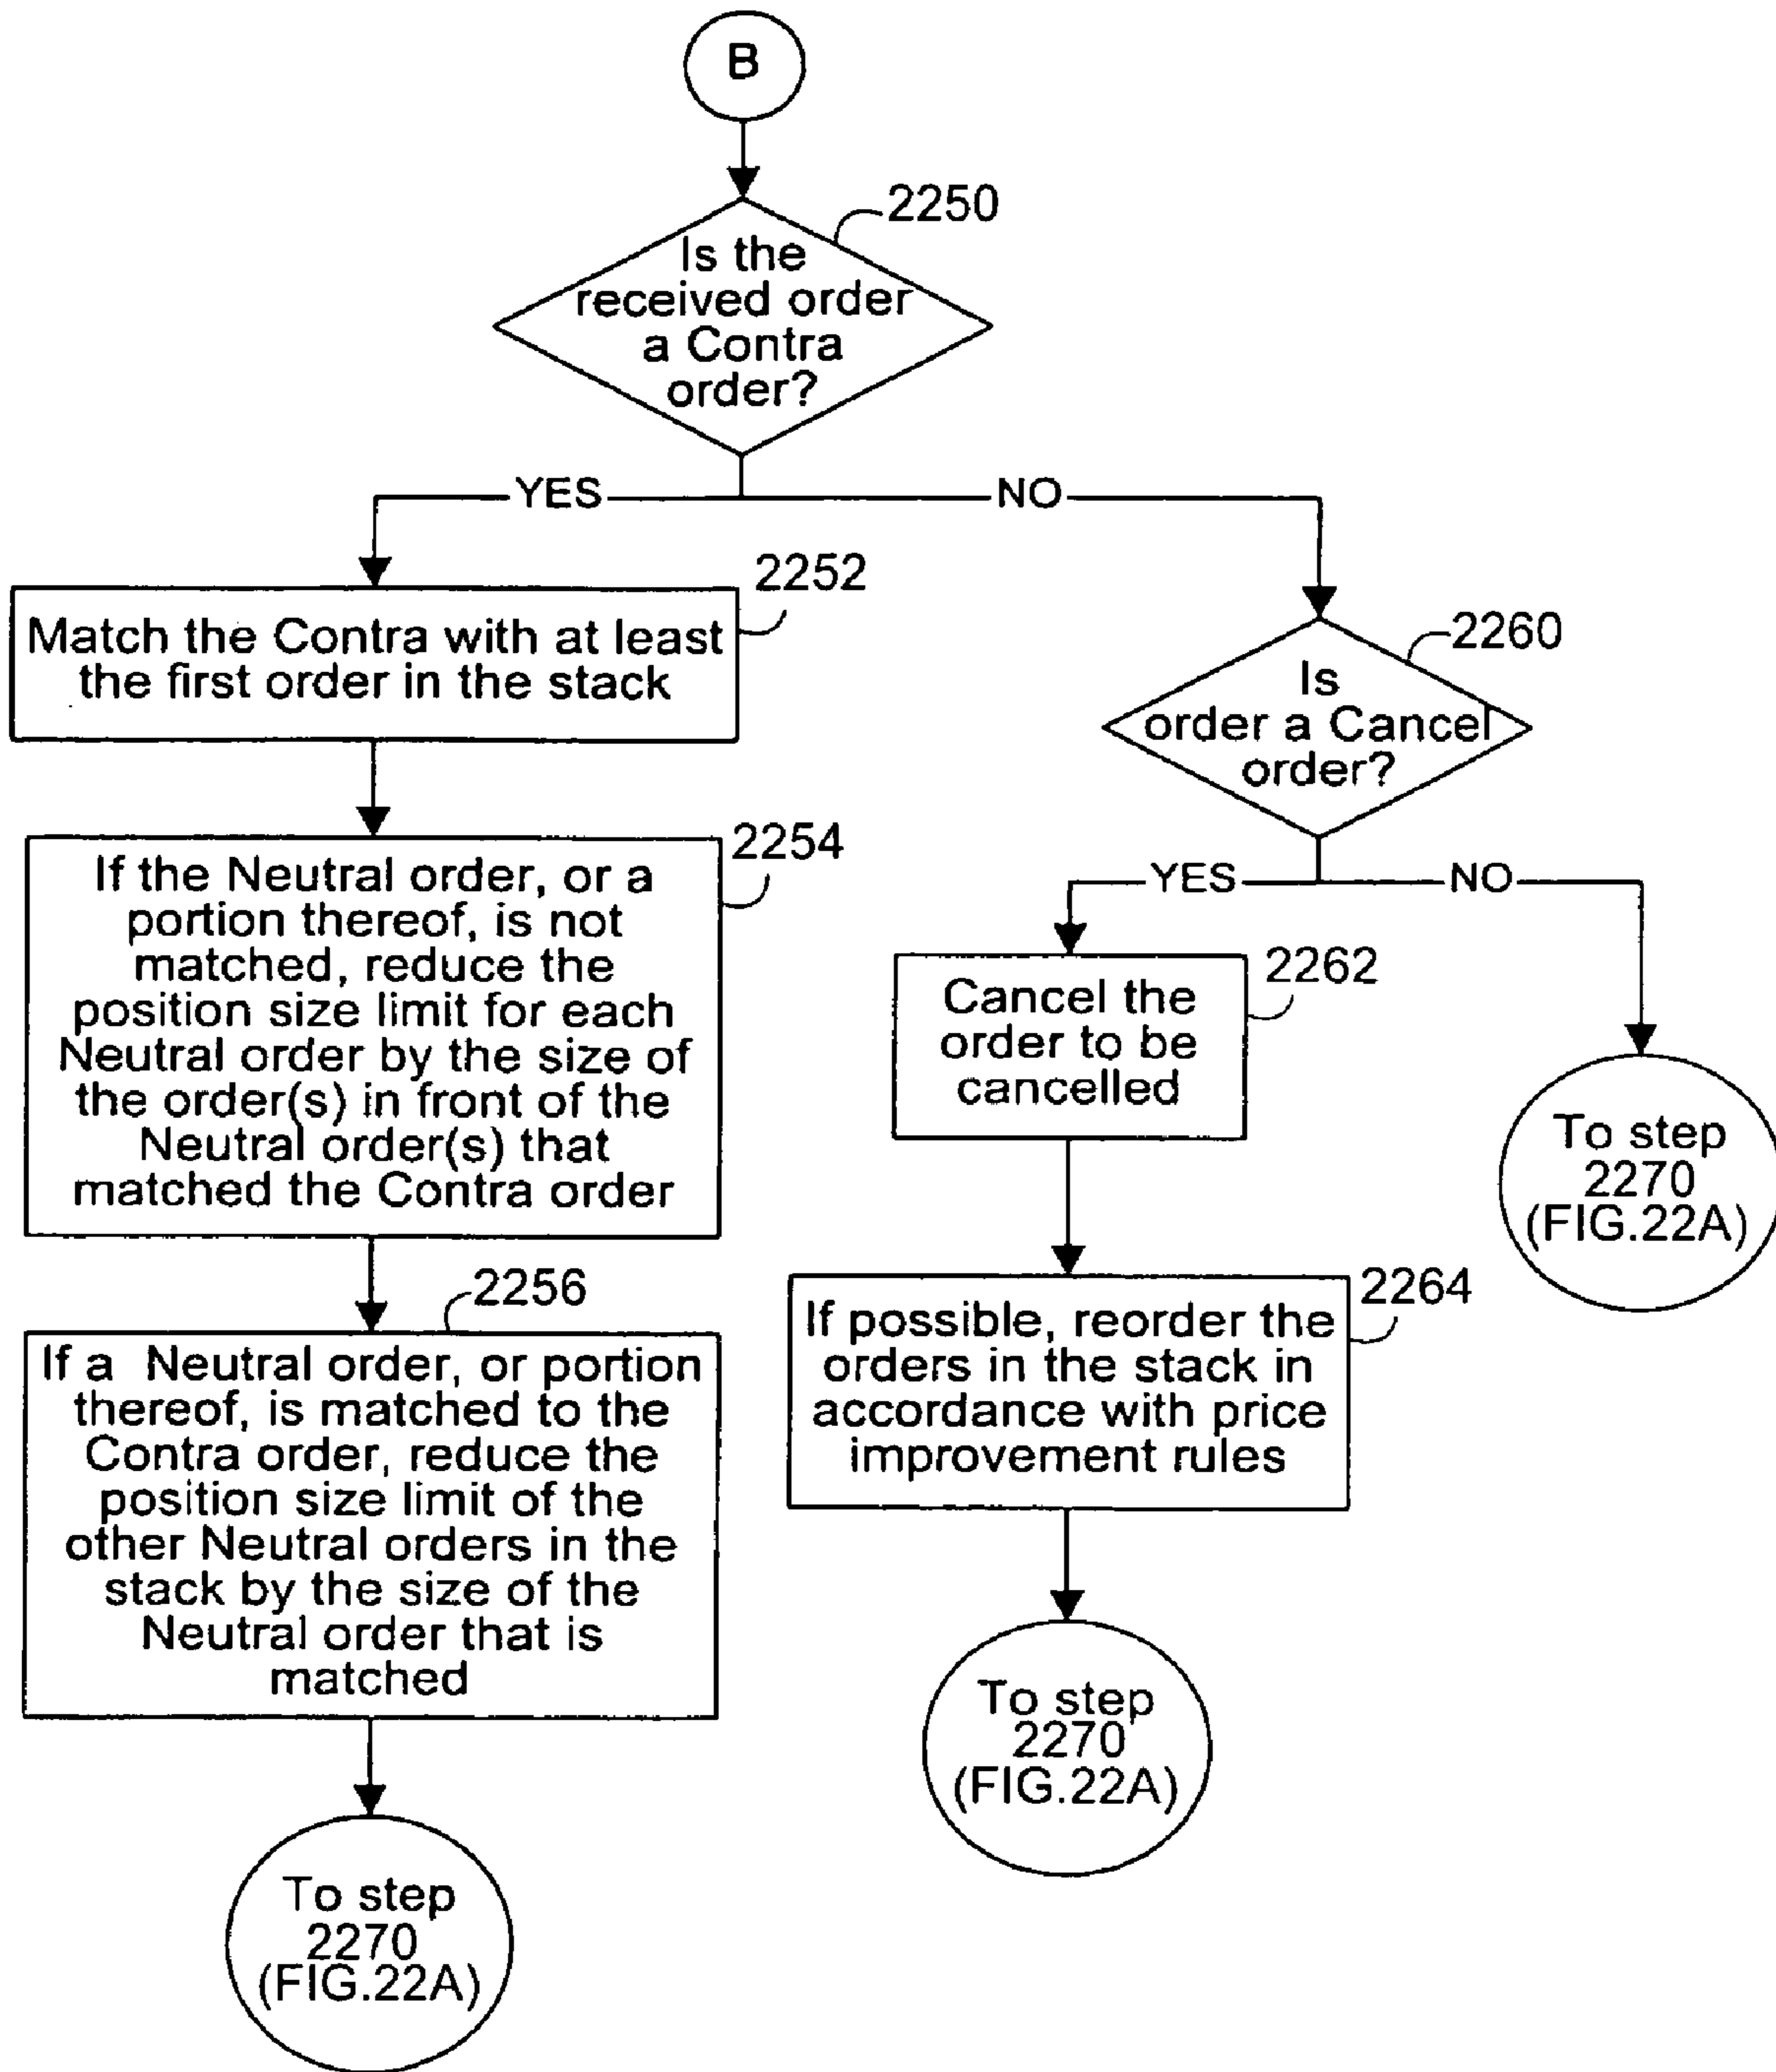 B
2250
Is the
received order
a Contra
order?
YES
NO
2252
Match the Contra with at least
the first order in the stack
2260
Is
order a Cancel
order?
2254
If the Neutral order, or a
portion thereof, is not
matched, reduce the
position size limit for each
Neutral order by the size of
the order(s) in front of the
Neutral order(s) that
matched the Contra order
YES
NO
2262
Cancel the
order to be
cancelled
To step
2270
(FIG.22A)
2256
If a Neutral order, or portion
thereof, is matched to the
Contra order, reduce the
position size limit of the
other Neutral orders in the
stack by the size of the
Neutral order that is
matched
2264
If possible, reorder the
orders in the stack in
accordance with price
improvement rules
To step
2270
(FIG.22A)
To step
2270
(FIG.22A)